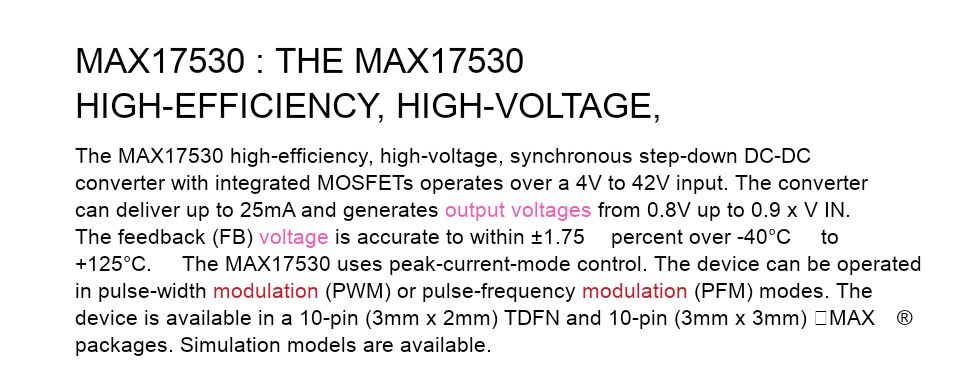 MAX17530 : THE MAX17530
HIGH-EFFICIENCY, HIGH-VOLTAGE,
The MAX17530 high-efficiency, high-voltage, synchronous step-down DC-DC
converter with integrated MOSFETs operates over a 4V to 42V input. The converter
can deliver up to 25mA and generates output voltages from 0.8V up to 0.9 x V IN.
The feedback (FB) voltage is accurate to within ±1.75 percent over -40°C to
+125°C. The MAX17530 uses peak-current-mode control. The device can be operated
in pulse-width modulation (PWM) or pulse-frequency modulation (PFM) modes. The
device is available in a 10-pin (3mm x 2mm) TDFN and 10-pin (3mm x 3mm) □MAX ®
packages. Simulation models are available.